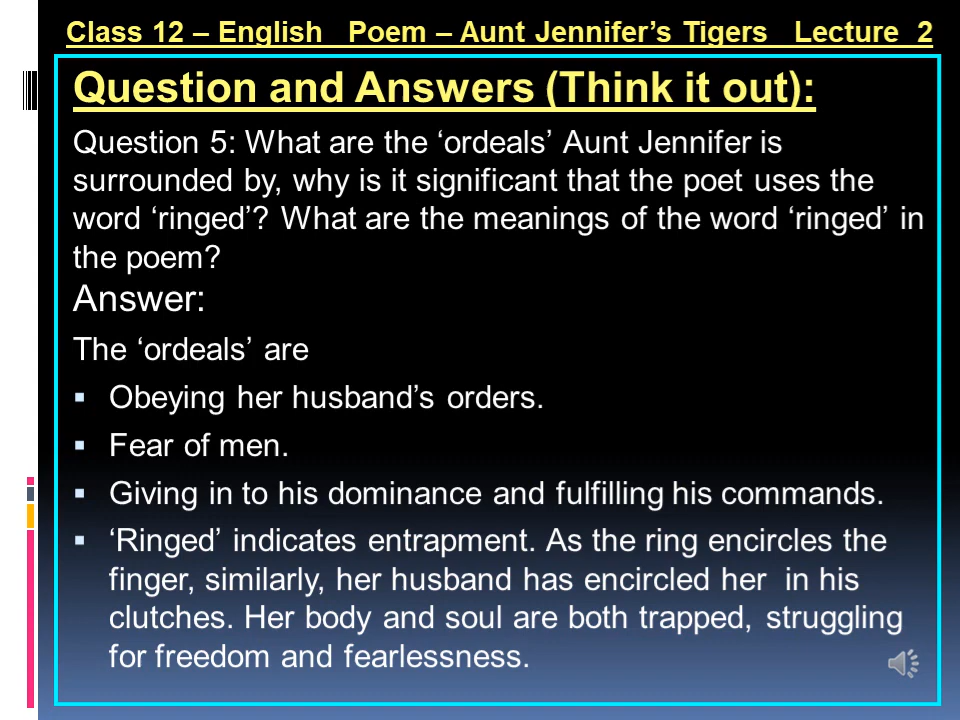 Class 12 – English   Poem – Aunt Jennifer’s Tigers   Lecture  2
Question and Answers (Think it out):
Question 5: What are the ‘ordeals’ Aunt Jennifer is
surrounded by, why is it significant that the poet uses the
word ‘ringed’? What are the meanings of the word ‘ringed’ in
the poem?
Answer:
The ‘ordeals’ are
▪ Obeying her husband’s orders.
▪ Fear of men.
▪ Giving in to his dominance and fulfilling his commands.
▪ ‘Ringed’ indicates entrapment. As the ring encircles the
finger, similarly, her husband has encircled her  in his
clutches. Her body and soul are both trapped, struggling
for freedom and fearlessness.